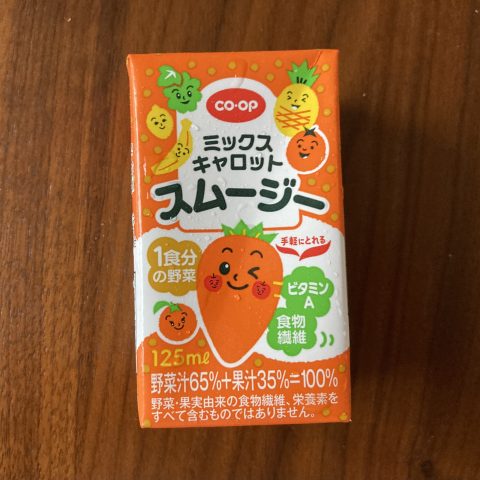 CO·OP
ミックス
キャロット
スムージー
手軽にとれる
1食分
の野菜
ビタミン
A
食物
繊維
125ml
野菜汁65%+果汁35%=100%
野菜・果実由来の食物繊維、栄養素を
すべて含むものではありません。